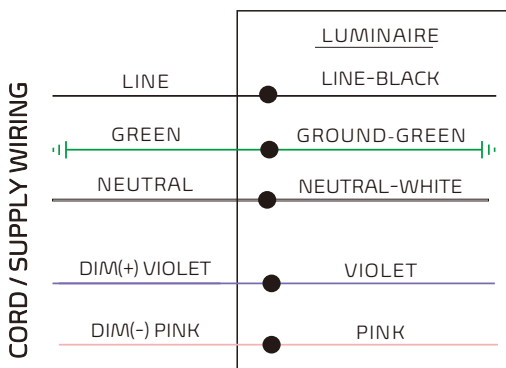 LUMINAIRE
LINE LINE-BLACK
GREEN GROUND-GREEN
NEUTRAL NEUTRAL-WHITE
DIM(+) VIOLET VIOLET
DIM(-) PINK PINK
CORD / SUPPLY WIRING